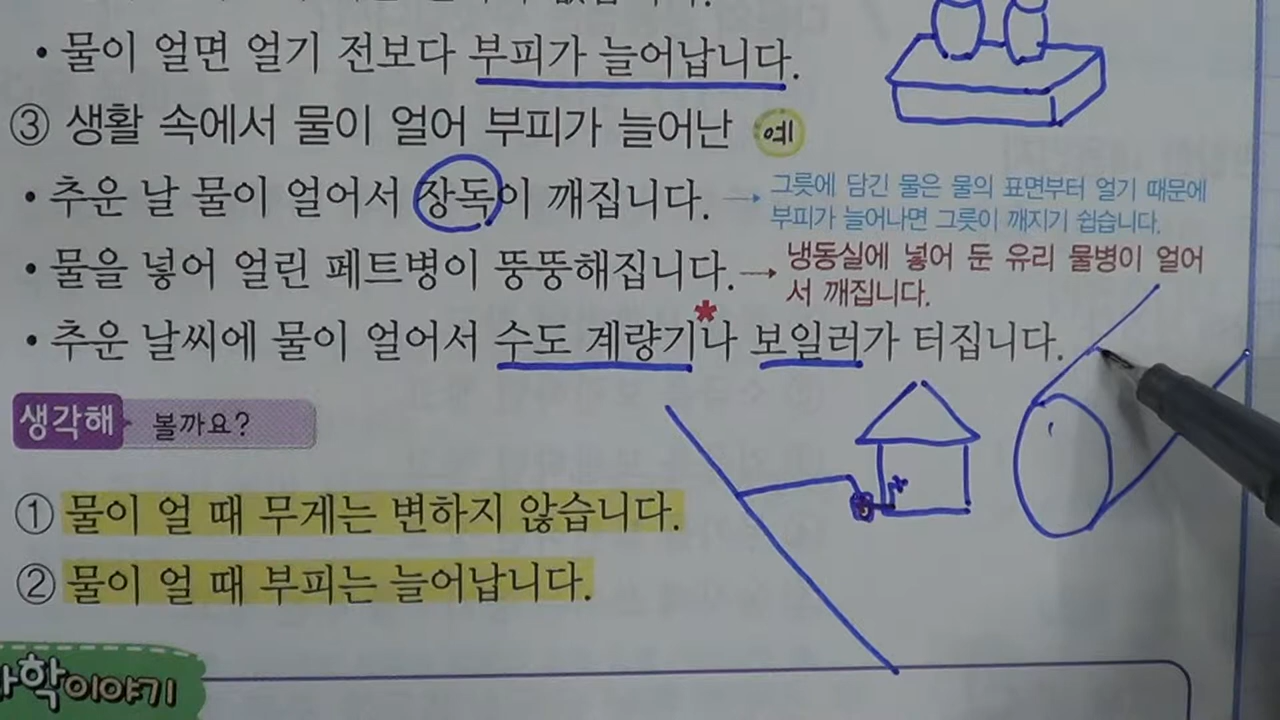 • 물이 얼면 얼기 전보다 부피가 늘어납니다.
③ 생활 속에서 물이 얼어 부피가 늘어난 예
• 추운 날 물이 얼어서 장독이 깨집니다. → 그릇에 담긴 물은 물의 표면부터 얼기 때문에
부피가 늘어나면 그릇이 깨지기 쉽습니다.
• 물을 넣어 얼린 페트병이 뚱뚱해집니다. → 냉동실에 넣어 둔 유리 물병이 얼어
서 깨집니다.
• 추운 날씨에 물이 얼어서 수도 계량기나 보일러가 터집니다.
생각해 볼까요?
① 물이 얼 때 무게는 변하지 않습니다.
② 물이 얼 때 부피는 늘어납니다.
학이야기